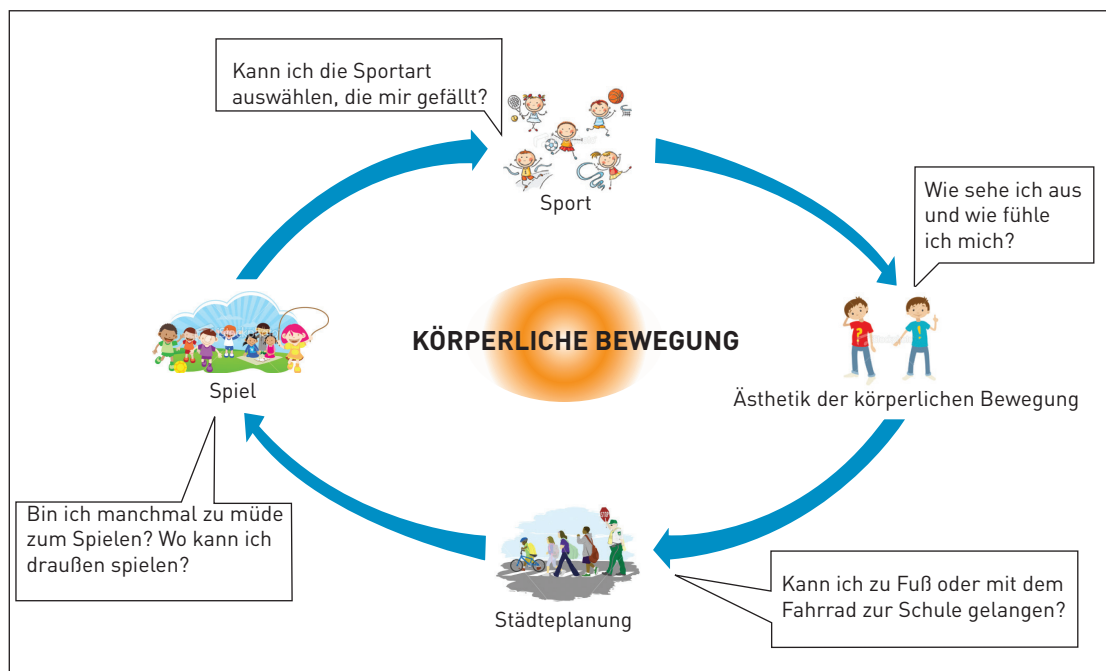 Kann ich die Sportart
auswählen, die mir gefällt?
Sport
Wie sehe ich aus
und wie fühle
ich mich?
KÖRPERLICHE BEWEGUNG
Spiel
Ästhetik der körperlichen Bewegung
Bin ich manchmal zu müde
zum Spielen? Wo kann ich
draußen spielen?
STOP
Städteplanung
Kann ich zu Fuß oder mit dem
Fahrrad zur Schule gelangen?